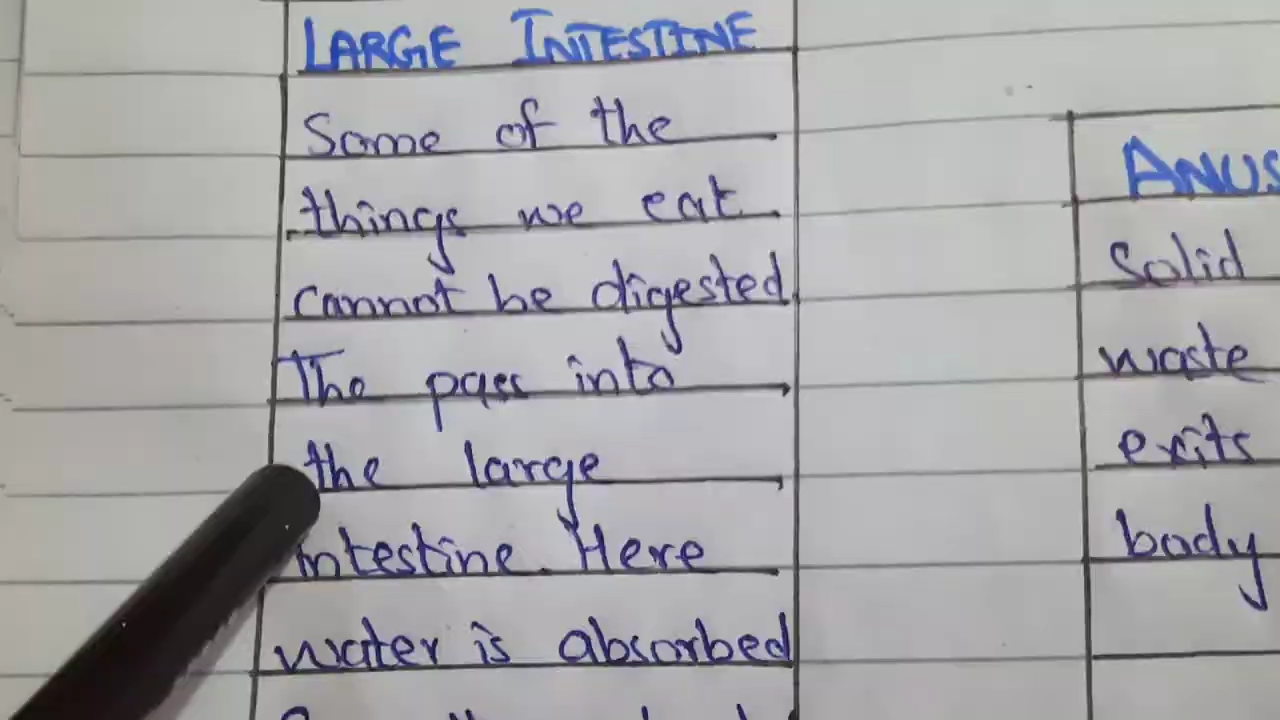 LARGE INTESTINE
Some of the
things we eat
cannot be digested
The pass into
the large
intestine. Here
water is absorbed
ANUS
Solid
waste
exits
body